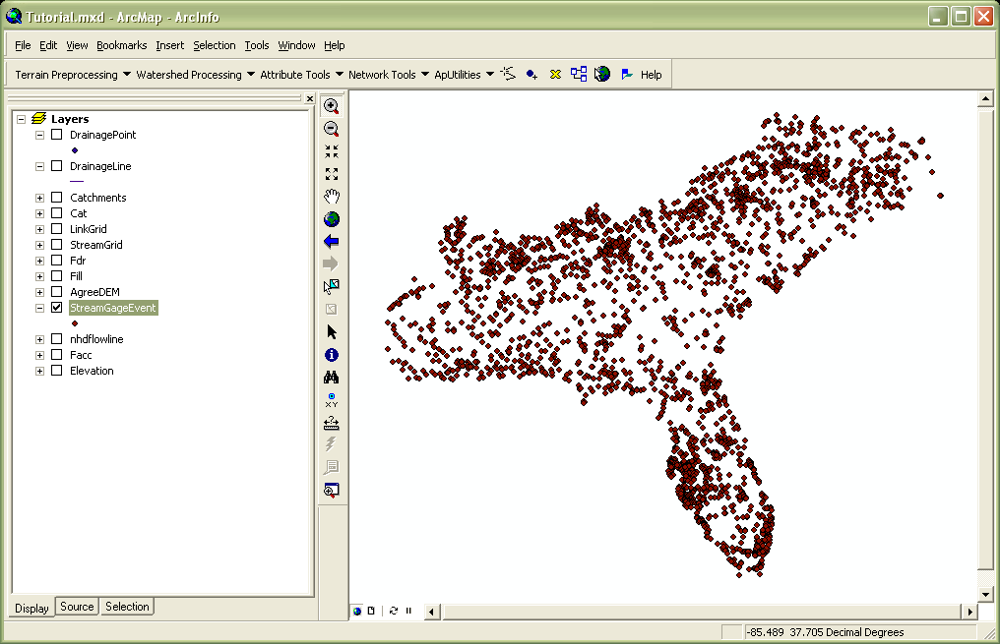 Tutorial.mxd - ArcMap - ArcInfo
File Edit View Bookmarks Insert Selection Tools Window Help
Terrain Preprocessing Watershed Processing Attribute Tools Network Tools ApUtilities Help
Layers
DrainagePoint
DrainageLine
Catchments
Cat
LinkGrid
StreamGrid
Fdr
Fill
AgreeDEM
StreamGageEvent
nhdflowline
Facc
Elevation
XY
Display Source Selection
-85.489 37.705 Decimal Degrees